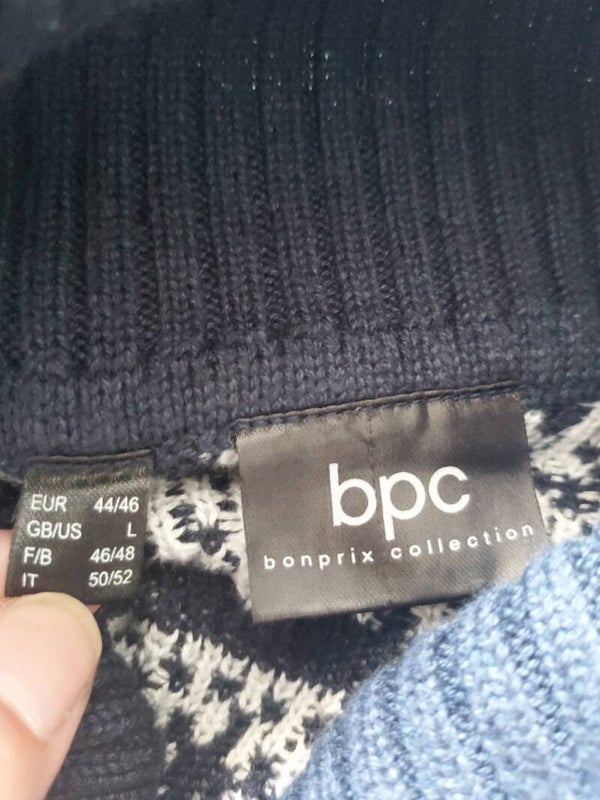 EUR 44/46
GB/US L
F/B 46/48
IT 50/52
bpc
bonprix collection